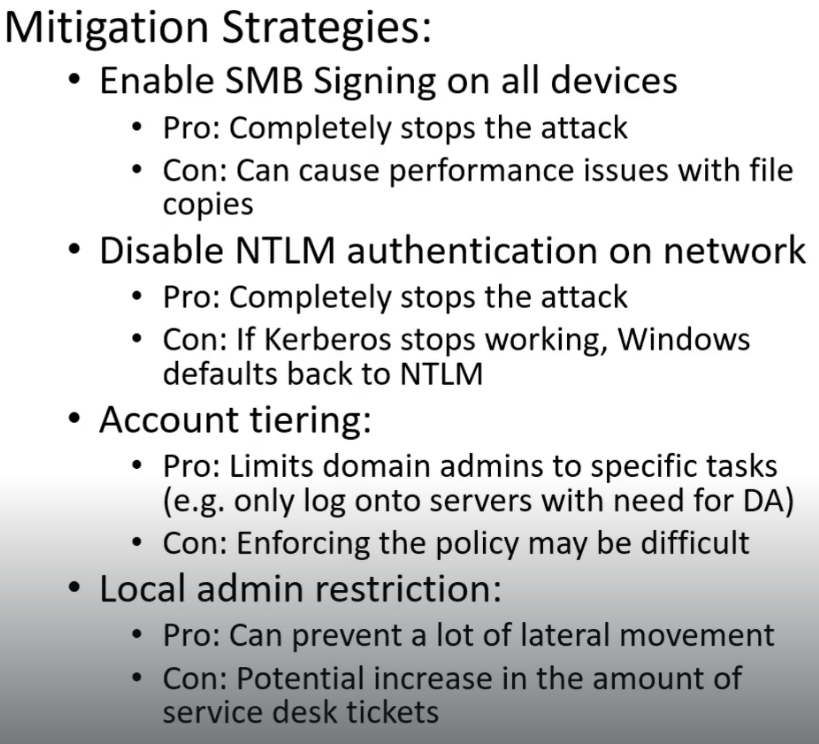 Mitigation Strategies:
• Enable SMB Signing on all devices
• Pro: Completely stops the attack
• Con: Can cause performance issues with file
copies
• Disable NTLM authentication on network
• Pro: Completely stops the attack
• Con: If Kerberos stops working, Windows
defaults back to NTLM
• Account tiering:
• Pro: Limits domain admins to specific tasks
(e.g. only log onto servers with need for DA)
• Con: Enforcing the policy may be difficult
• Local admin restriction:
• Pro: Can prevent a lot of lateral movement
• Con: Potential increase in the amount of
service desk tickets